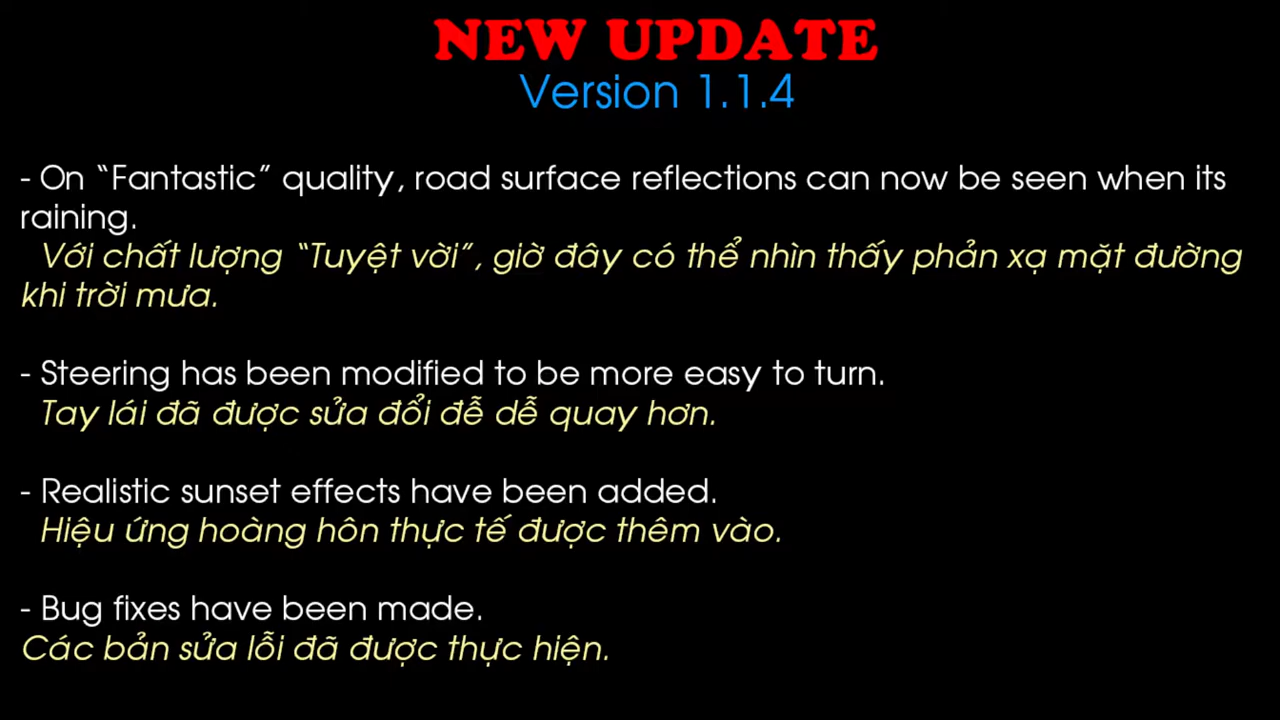 NEW UPDATE
Version 1.1.4
- On “Fantastic” quality, road surface reflections can now be seen when its
raining.
Với chất lượng “Tuyệt vời”, giờ đây có thể nhìn thấy phản xạ mặt đường
khi trời mưa.
- Steering has been modified to be more easy to turn.
Tay lái đã được sửa đổi đễ dễ quay hơn.
- Realistic sunset effects have been added.
Hiệu ứng hoàng hôn thực tế được thêm vào.
- Bug fixes have been made.
Các bản sửa lỗi đã được thực hiện.